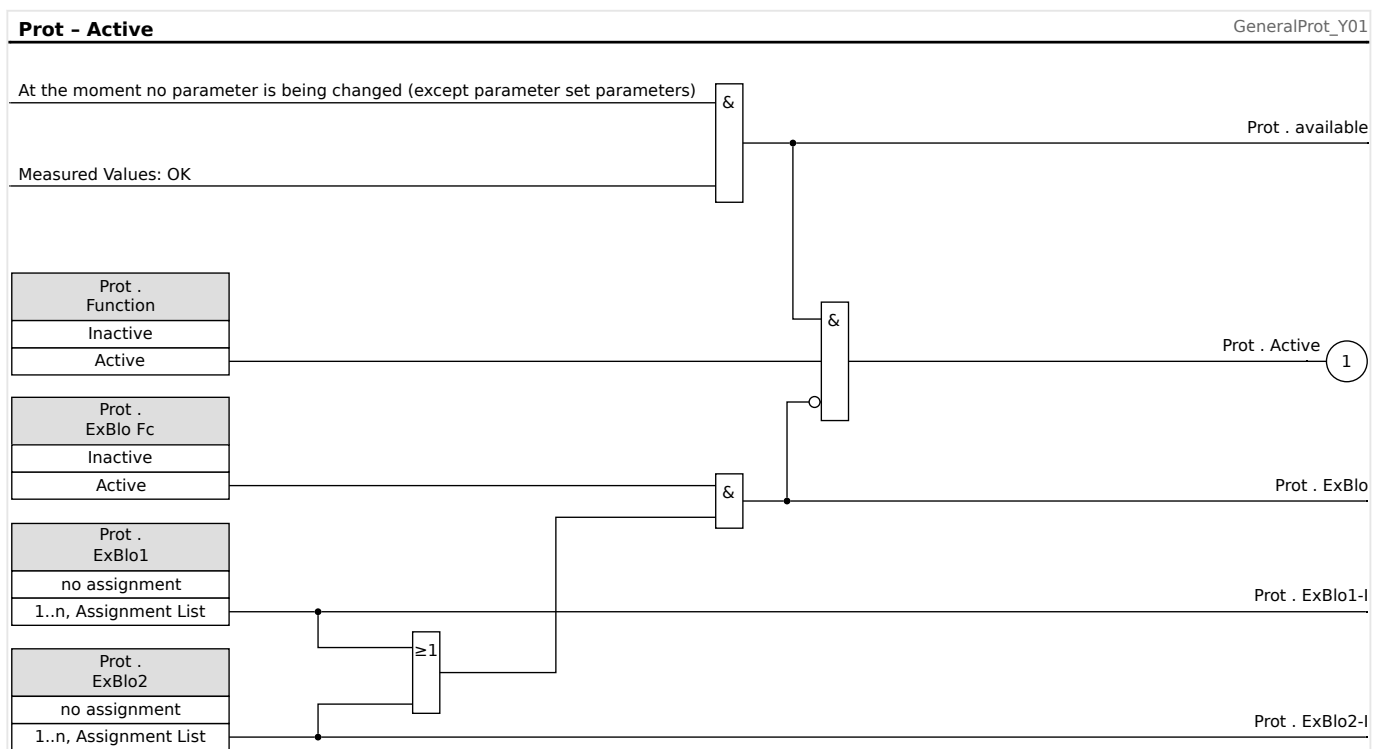 Prot – Active
GeneralProt_Y01
At the moment no parameter is being changed (except parameter set parameters)
&
Prot . available
Measured Values: OK
Prot .
Function
Inactive
Active
&
Prot . Active
1
Prot .
ExBlo Fc
Inactive
Active
&
Prot . ExBlo
Prot .
ExBlo1
no assignment
1..n, Assignment List
Prot . ExBlo1-I
≥1
Prot .
ExBlo2
no assignment
1..n, Assignment List
Prot . ExBlo2-I